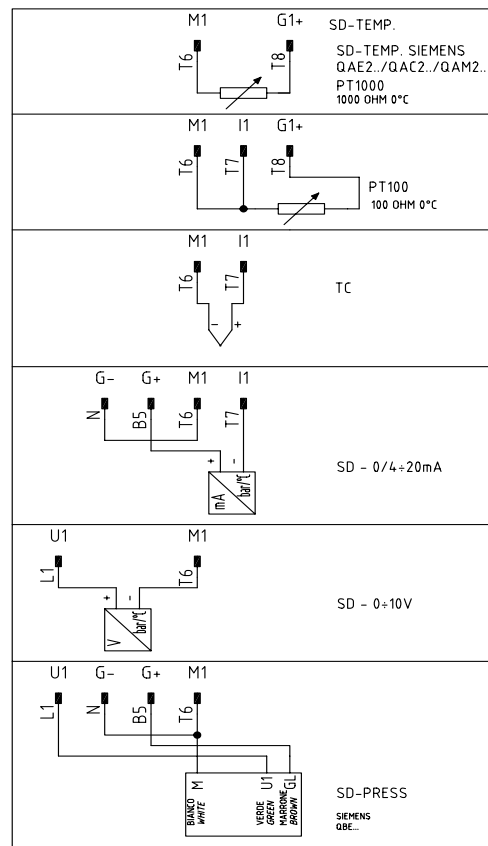 M1 G1+ SD-TEMP.
T6 T8
SD-TEMP. SIEMENS
QAE2../QAC2../QAM2..
PT1000
1000 OHM 0°C
M1 I1 G1+
T6 T7 T8
PT100
100 OHM 0°C
M1 I1
T6 T7
- +
TC
G- G+ M1 I1
N B5 T6 T7
+ -
mA bar/°C
SD - 0/4÷20mA
U1 M1
L1 T6
+ -
V bar/°C
SD - 0÷10V
U1 G- G+ M1
L1 N B5 T6
M U1 GL
BIANCO WHITE
VERDE GREEN
MARRONE BROWN
SD-PRESS
SIEMENS
QBE...